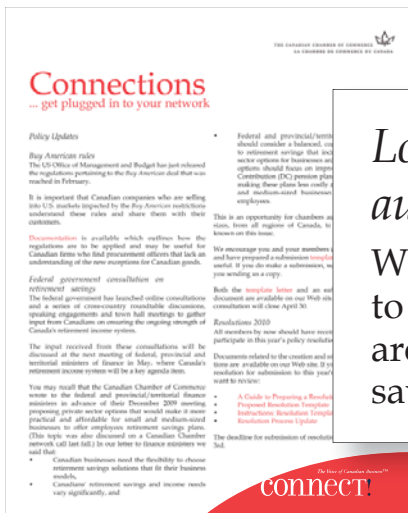 THE CANADIAN CHAMBER OF COMMERCE
LA CHAMBRE DE COMMERCE DU CANADA
Connections
... get plugged in to your network
Policy Updates
Buy American rules
The US Office of Management and Budget has just released
the regulations pertaining to the Buy American deal that was
reached in February.
It is important that Canadian companies who are selling
into U.S. markets impacted by the Buy American restrictions
understand these rules and share them with their
customers.
Documentation is available which outlines how the
regulations are to be applied and may be useful for
Canadian firms who find procurement officers that lack an
understanding of the new exceptions for Canadian goods.
Federal government consultation on
retirement savings
The federal government has launched online consultations
and a series of cross-country roundtable discussions,
speaking engagements and town hall meetings to gather
input from Canadians on ensuring the ongoing strength of
Canada's retirement income system.
The input received from these consultations will be
discussed at the next meeting of federal, provincial and
territorial ministers of finance in May, where Canada's
retirement income system will be a key agenda item.
You may recall that the Canadian Chamber of Commerce
wrote to the federal and provincial/territorial finance
ministers in advance of their December 2009 meeting
proposing private sector options that would make it more
practical and affordable for small and medium-sized
businesses to offer employees retirement savings plans.
(This topic was also discussed on a Canadian Chamber
network call last fall.) In our letter to finance ministers we
said that:
• Canadian businesses need the flexibility to choose
retirement savings solutions that fit their business
models,
• Canadians' retirement savings and income needs
vary significantly, and
• Federal and provincial/territ
should consider a balanced, co
to retirement savings that inc
sector options for businesses an
options should focus on impro
Contribution (DC) pension plan
making these plans less costly
and medium-sized businesses
employees.
This is an opportunity for chambers a
sizes, from all regions of Canada, to
known on this issue.
We encourage you and your members
and have prepared a submission templat
useful. If you do make a submission, w
you sending us a copy.
Both the template letter and an
document are available on our Web sit
consultation will close April 30.
Resolutions 2010
All members by now should have recei
participate in this year's policy resolutio
Documents related to the creation and
tions are available on our Web site. If y
resolution for submission to this year'
want to review:
• A Guide to Preparing a Resolut
• Proposed Resolution Template
• Instructions: Resolution Templa
• Resolution Process Update
The deadline for submission of resolutio
3rd.
Lo
au
W
to
are
sa
The Voice of Canadian Business™
connect!